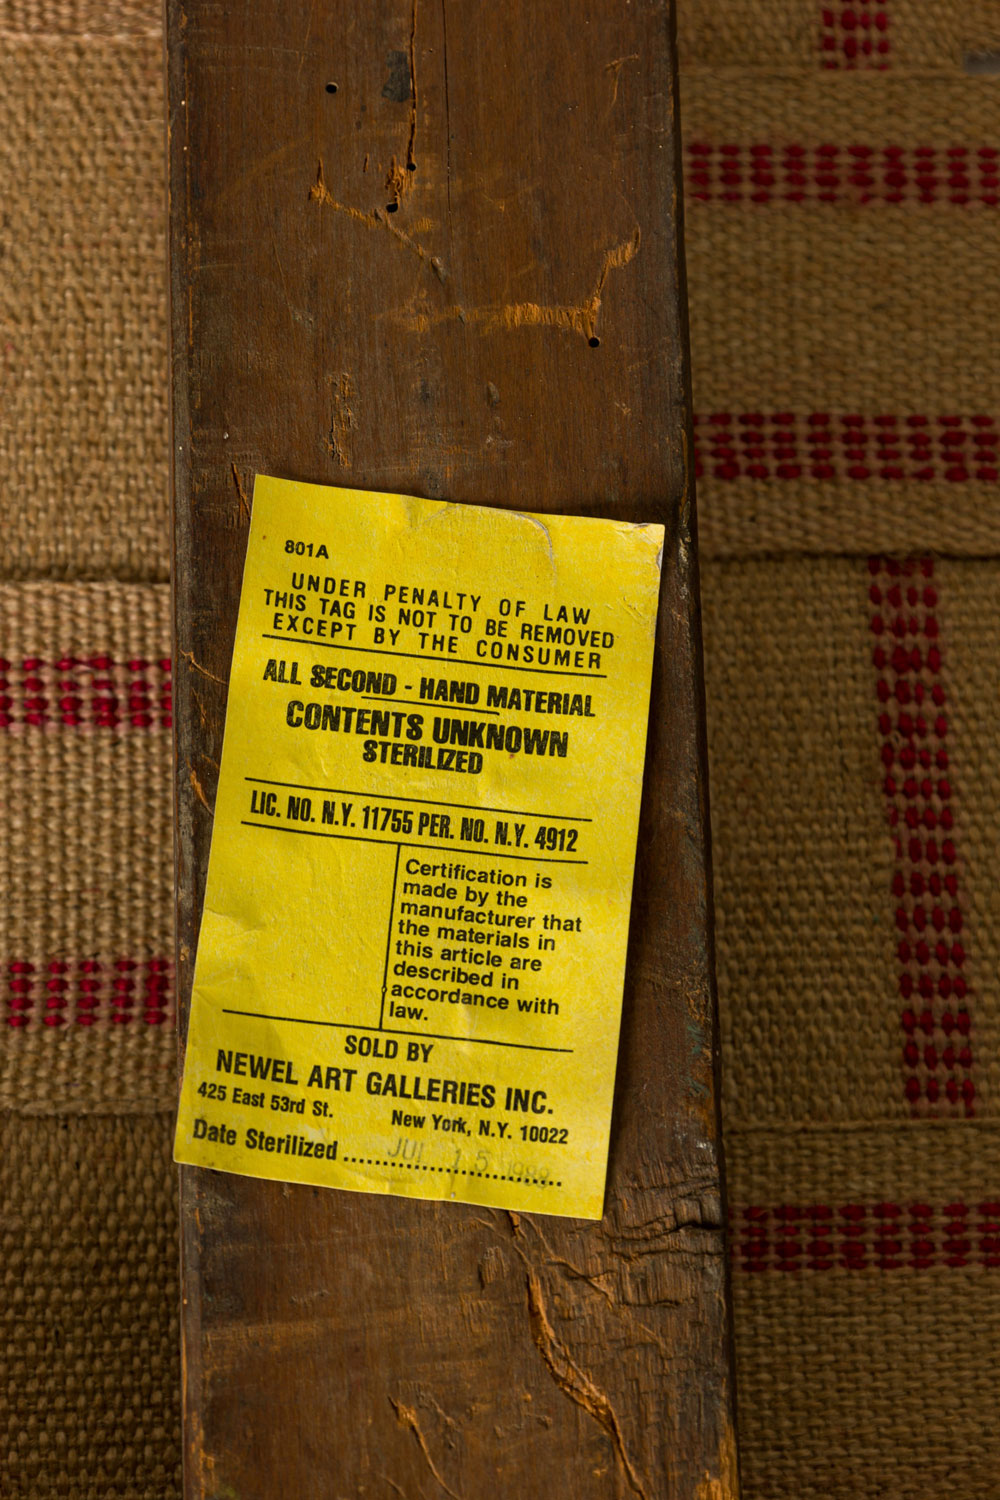 801A
UNDER PENALTY OF LAW
THIS TAG IS NOT TO BE REMOVED
EXCEPT BY THE CONSUMER
ALL SECOND - HAND MATERIAL
CONTENTS UNKNOWN
STERILIZED
LIC. NO. N.Y. 11755 PER. NO. N.Y. 4912
Certification is
made by the
manufacturer that
the materials in
this article are
described in
accordance with
law.
SOLD BY
NEWEL ART GALLERIES INC.
425 East 53rd St. New York, N.Y. 10022
Date Sterilized .............................. JUL 15